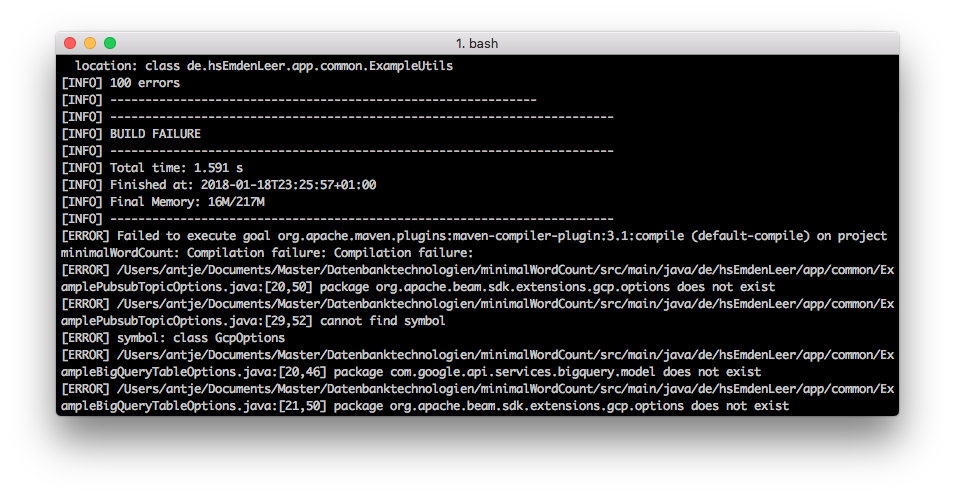 1. bash
location: class de.hsEmdenLeer.app.common.ExampleUtils
[INFO] 100 errors
[INFO] -------------------------------------------------------------
[INFO] ------------------------------------------------------------------------
[INFO] BUILD FAILURE
[INFO] ------------------------------------------------------------------------
[INFO] Total time: 1.591 s
[INFO] Finished at: 2018-01-18T23:25:57+01:00
[INFO] Final Memory: 16M/217M
[INFO] ------------------------------------------------------------------------
[ERROR] Failed to execute goal org.apache.maven.plugins:maven-compiler-plugin:3.1:compile (default-compile) on project
minimalWordCount: Compilation failure: Compilation failure:
[ERROR] /Users/antje/Documents/Master/Datenbanktechnologien/minimalWordCount/src/main/java/de/hsEmdenLeer/app/common/Ex
amplePubsubTopicOptions.java:[20,50] package org.apache.beam.sdk.extensions.gcp.options does not exist
[ERROR] /Users/antje/Documents/Master/Datenbanktechnologien/minimalWordCount/src/main/java/de/hsEmdenLeer/app/common/Ex
amplePubsubTopicOptions.java:[29,52] cannot find symbol
[ERROR] symbol: class GcpOptions
[ERROR] /Users/antje/Documents/Master/Datenbanktechnologien/minimalWordCount/src/main/java/de/hsEmdenLeer/app/common/Ex
ampleBigQueryTableOptions.java:[20,46] package com.google.api.services.bigquery.model does not exist
[ERROR] /Users/antje/Documents/Master/Datenbanktechnologien/minimalWordCount/src/main/java/de/hsEmdenLeer/app/common/Ex
ampleBigQueryTableOptions.java:[21,50] package org.apache.beam.sdk.extensions.gcp.options does not exist